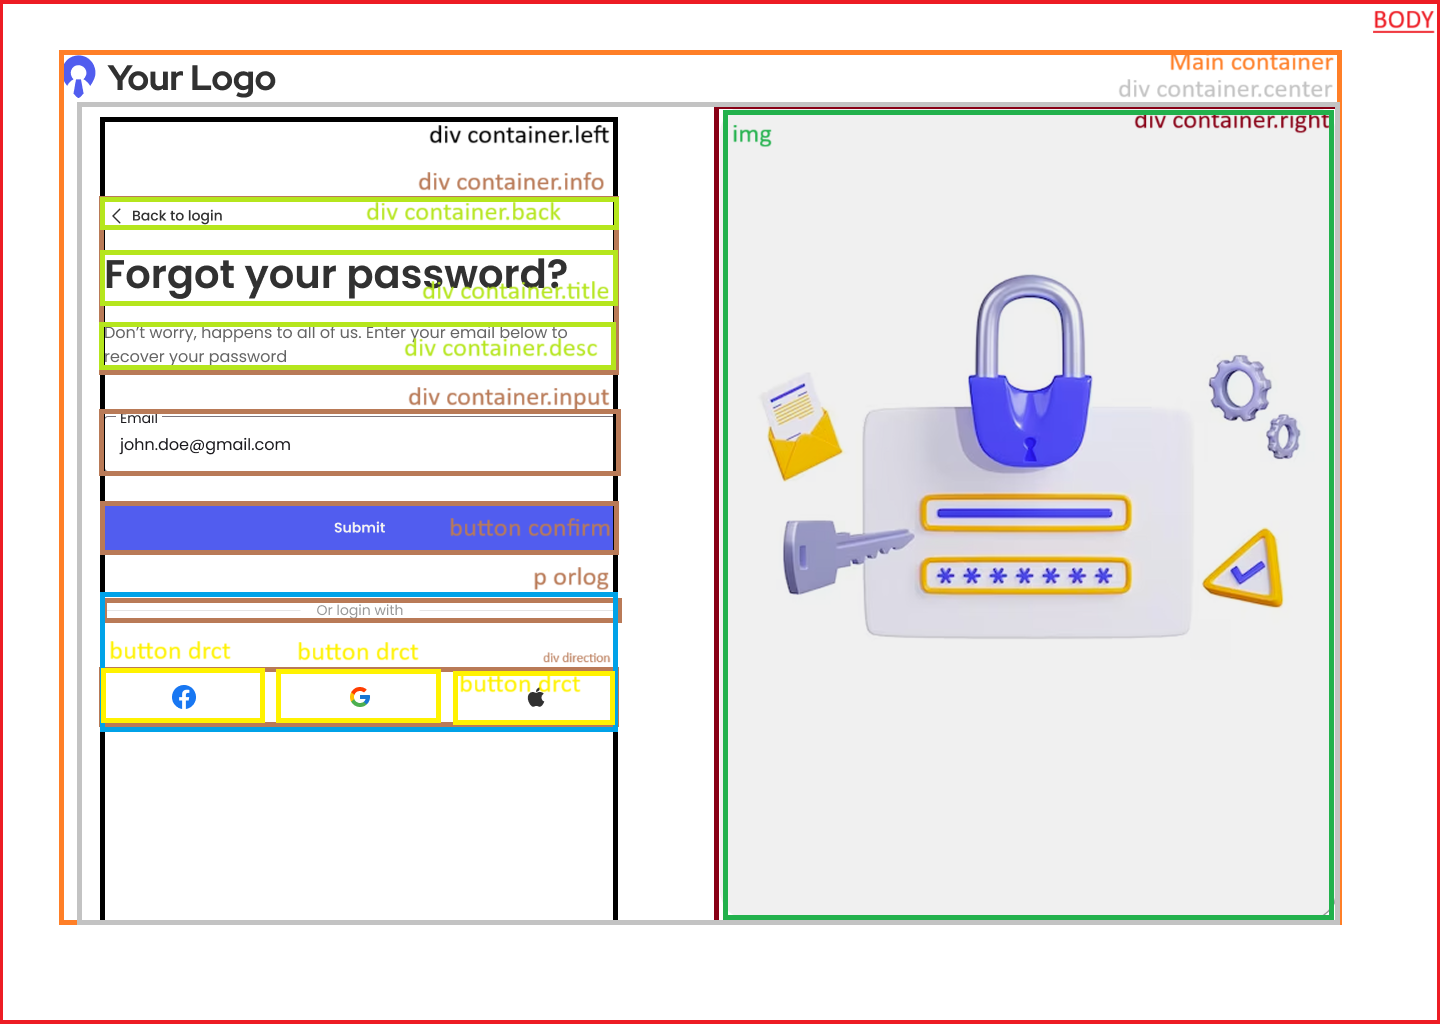 BODY
Main container
Your Logo
div container.center
div container.right
div container.left
img
div container.info
Back to login
div container.back
Forgot your password?
div container.title
Don't worry, happens to all of us. Enter your email below to
recover your password
div container.desc
div container.input
Email
john.doe@gmail.com
Submit
button confirm
p orlog
Or login with
button drct
button drct
div direction
button drct
*******